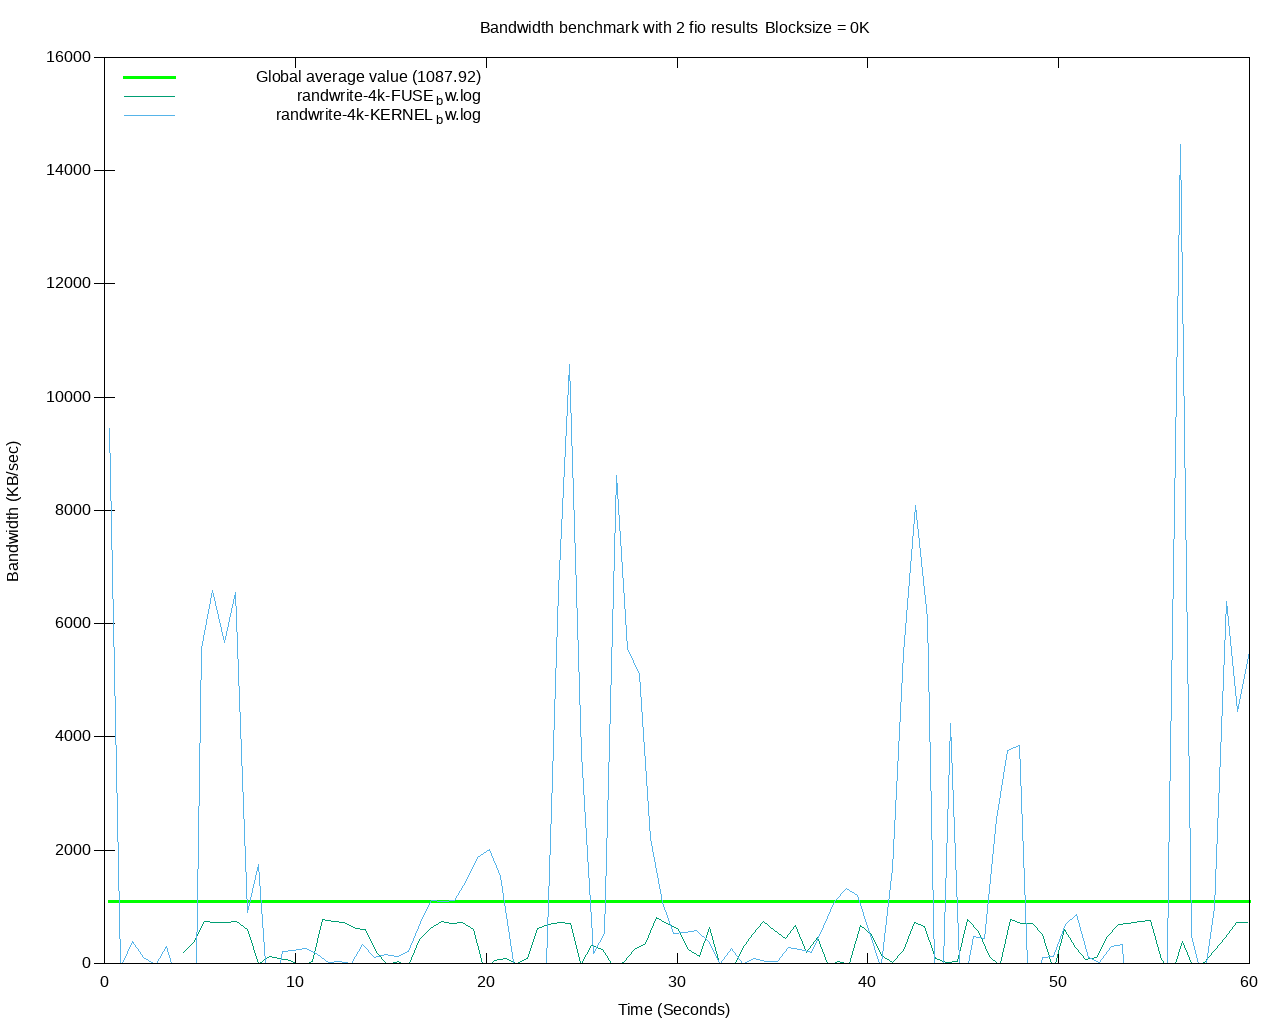 Bandwidth benchmark with 2 fio results Blocksize = 0K
16000
14000
12000
10000
8000
6000
4000
2000
0
Global average value (1087.92)
randwrite-4k-FUSE_bw.log
randwrite-4k-KERNEL_bw.log
Bandwidth (KB/sec)
0 10 20 30 40 50 60
Time (Seconds)